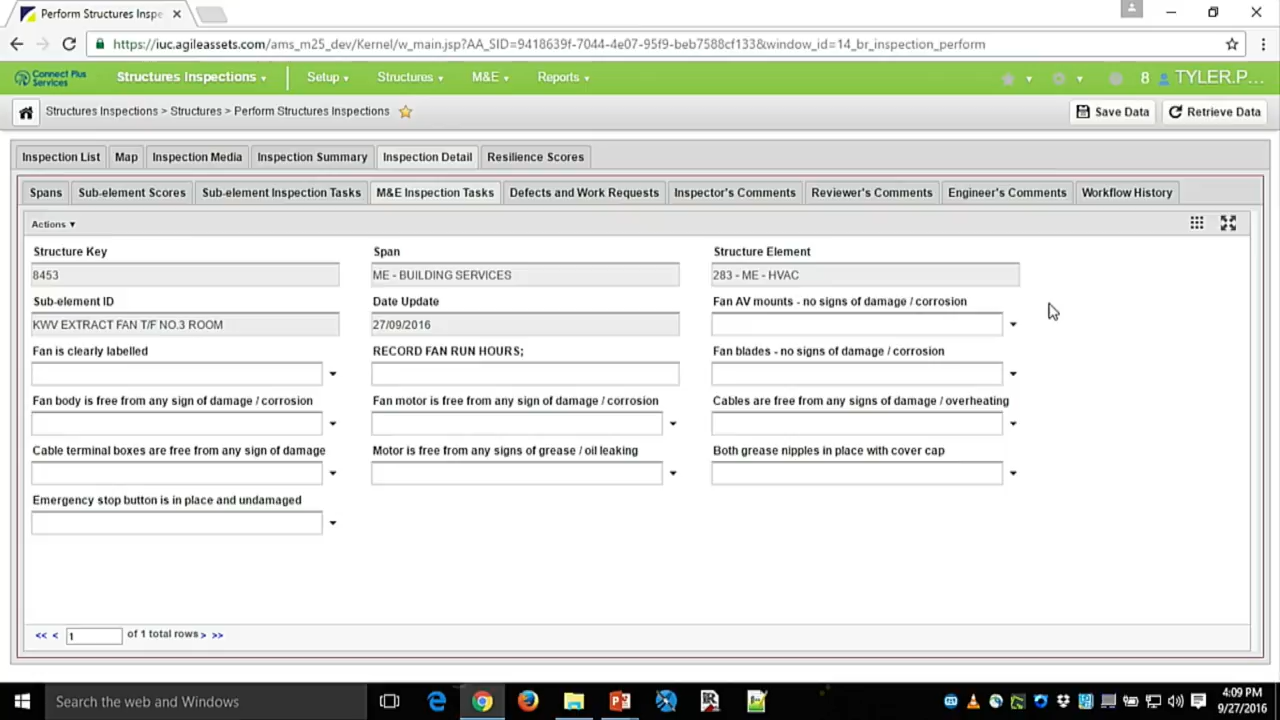 Perform Structures Inspe
https://iuc.agileassets.com/ams_m25_dev/Kernel/w_main.jsp?AA_SID=9418639f-7044-4e07-95f9-beb7588cf133&window_id=14_br_inspection_perform
Connect Plus Services Structures Inspections Setup Structures M&E Reports 8 TYLER.P...
Structures Inspections > Structures > Perform Structures Inspections Save Data Retrieve Data
Inspection List Map Inspection Media Inspection Summary Inspection Detail Resilience Scores
Spans Sub-element Scores Sub-element Inspection Tasks M&E Inspection Tasks Defects and Work Requests Inspector's Comments Reviewer's Comments Engineer's Comments Workflow History
Actions
Structure Key Span Structure Element
8453 ME - BUILDING SERVICES 283 - ME - HVAC
Sub-element ID Date Update Fan AV mounts - no signs of damage / corrosion
KWV EXTRACT FAN T/F NO.3 ROOM 27/09/2016
Fan is clearly labelled RECORD FAN RUN HOURS; Fan blades - no signs of damage / corrosion
Fan body is free from any sign of damage / corrosion Fan motor is free from any sign of damage / corrosion Cables are free from any signs of damage / overheating
Cable terminal boxes are free from any sign of damage Motor is free from any signs of grease / oil leaking Both grease nipples in place with cover cap
Emergency stop button is in place and undamaged
<< < 1 of 1 total rows > >>
Search the web and Windows 4:09 PM
9/27/2016